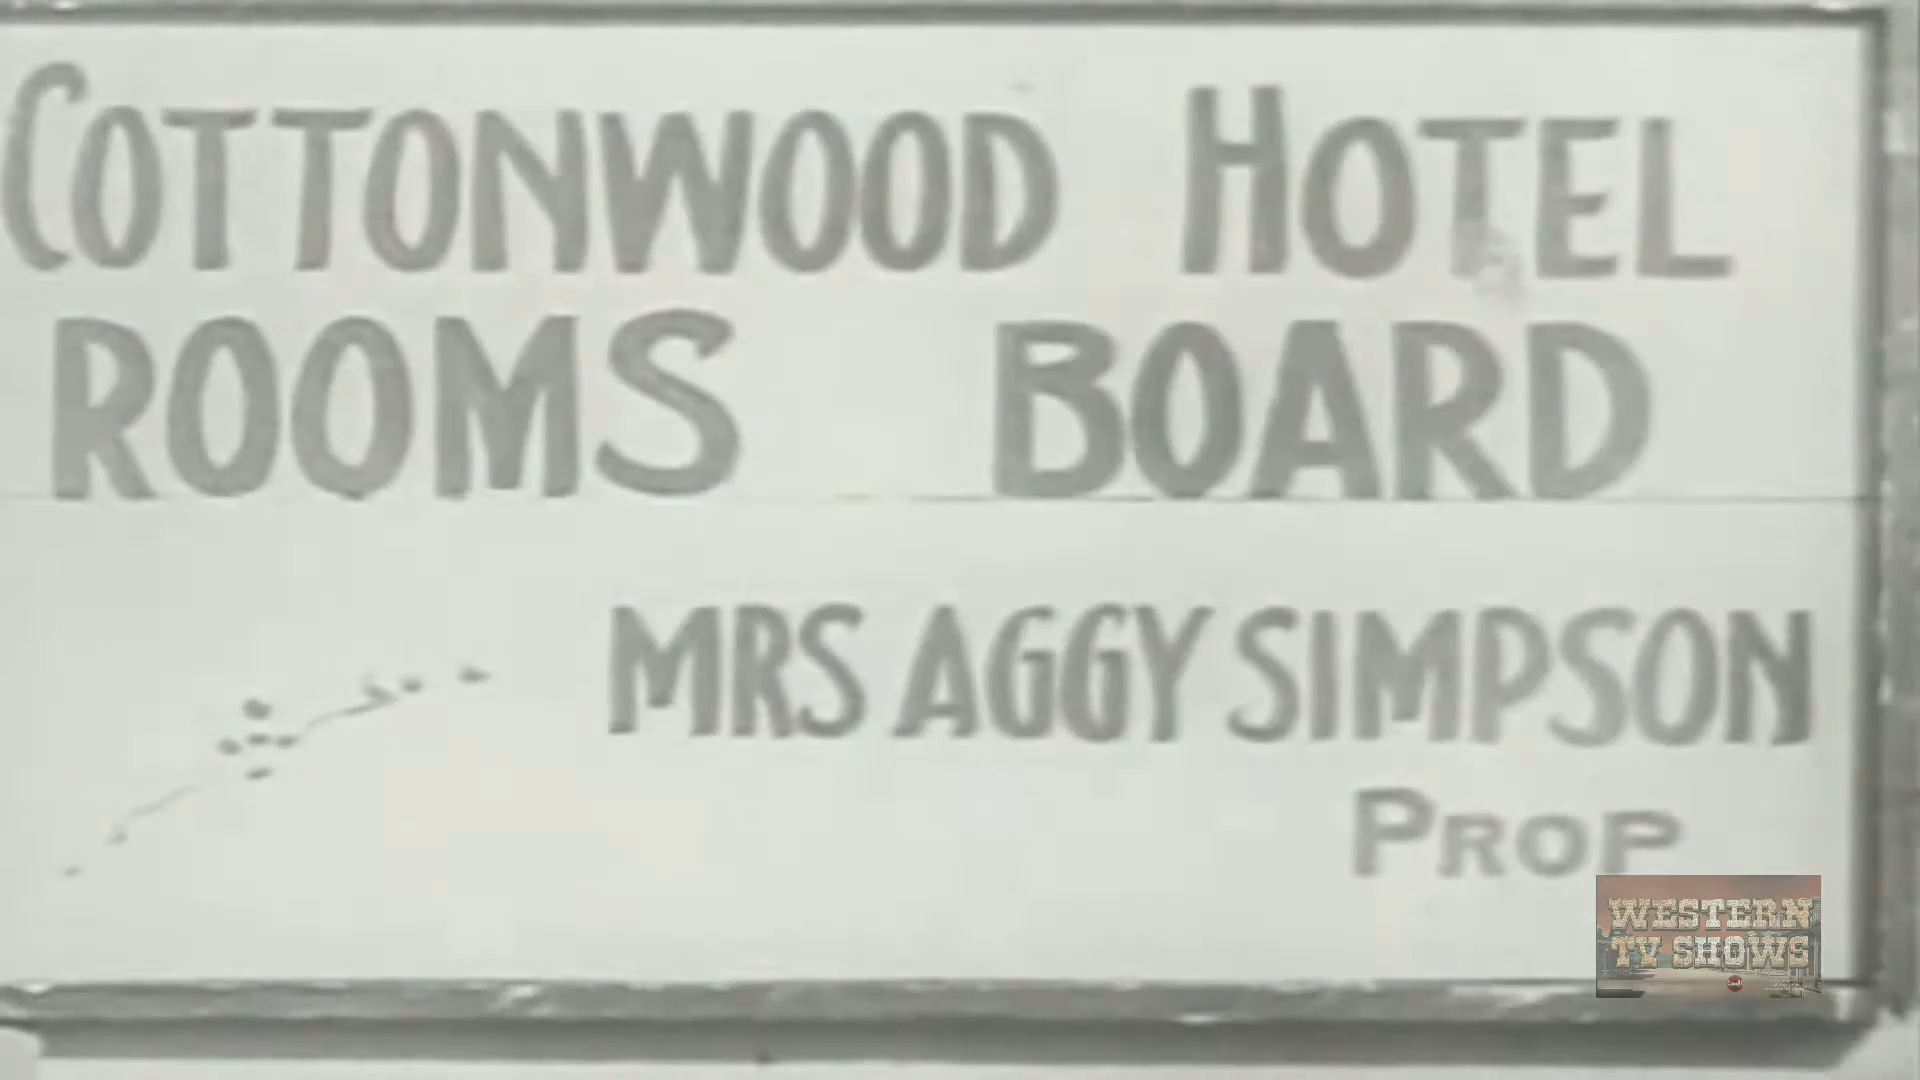 COTTONWOOD HOTEL
ROOMS BOARD
MRS AGGY SIMPSON
PROP
WESTERN
TV SHOWS